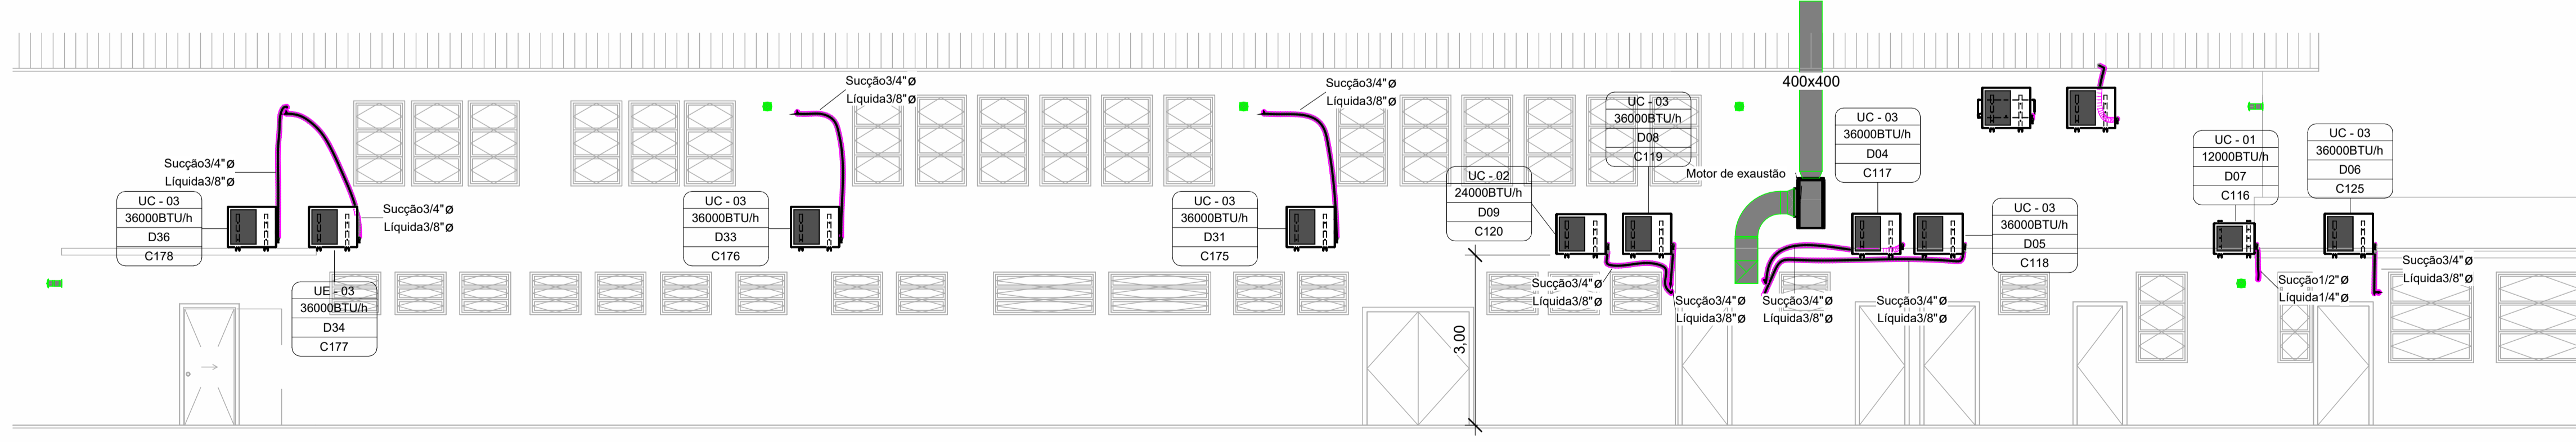 Sucção3/4"Ø
Líquida3/8"Ø
UC - 03
36000BTU/h
D36
C178
Sucção3/4"Ø
Líquida3/8"Ø
UE - 03
36000BTU/h
D34
C177
Sucção3/4"Ø
Líquida3/8"Ø
UC - 03
36000BTU/h
D33
C176
Sucção3/4"Ø
Líquida3/8"Ø
UC - 03
36000BTU/h
D31
C175
UC - 02
24000BTU/h
D09
C120
UC - 03
36000BTU/h
D08
C119
400x400
Motor de exaustão
UC - 03
36000BTU/h
D04
C117
UC - 03
36000BTU/h
D05
C118
Sucção3/4"Ø
Líquida3/8"Ø
Sucção3/4"Ø
Líquida3/8"Ø
Sucção3/4"Ø
Líquida3/8"Ø
Sucção3/4"Ø
Líquida3/8"Ø
3,00
UC - 01
12000BTU/h
D07
C116
UC - 03
36000BTU/h
D06
C125
Sucção1/2"Ø
Líquida1/4"Ø
Sucção3/4"Ø
Líquida3/8"Ø